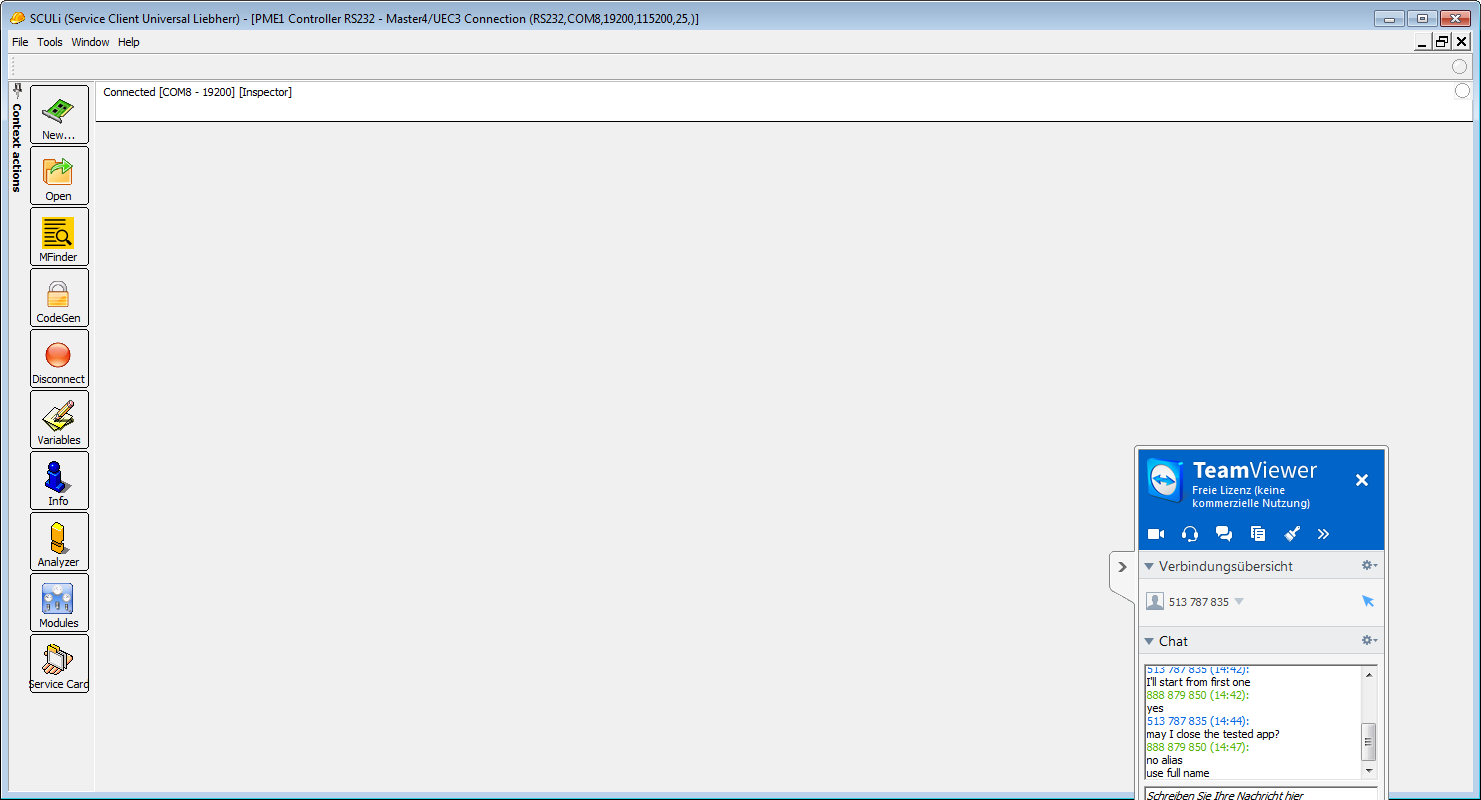 SCULi (Service Client Universal Liebherr) - [PME1 Controller RS232 - Master4/UEC3 Connection (RS232,COM8,19200,115200,25,)]
File Tools Window Help
Context actions
Connected [COM8 - 19200] [Inspector]
New...
Open
MFinder
CodeGen
Disconnect
Variables
Info
Analyzer
Modules
Service Card
TeamViewer
Freie Lizenz (keine
kommerzielle Nutzung)
Verbindungsübersicht
513 787 835
Chat
513 787 835 (14:42):
I'll start from first one
888 879 850 (14:42):
yes
513 787 835 (14:44):
may I close the tested app?
888 879 850 (14:47):
no alias
use full name
Schreiben Sie Ihre Nachricht hier